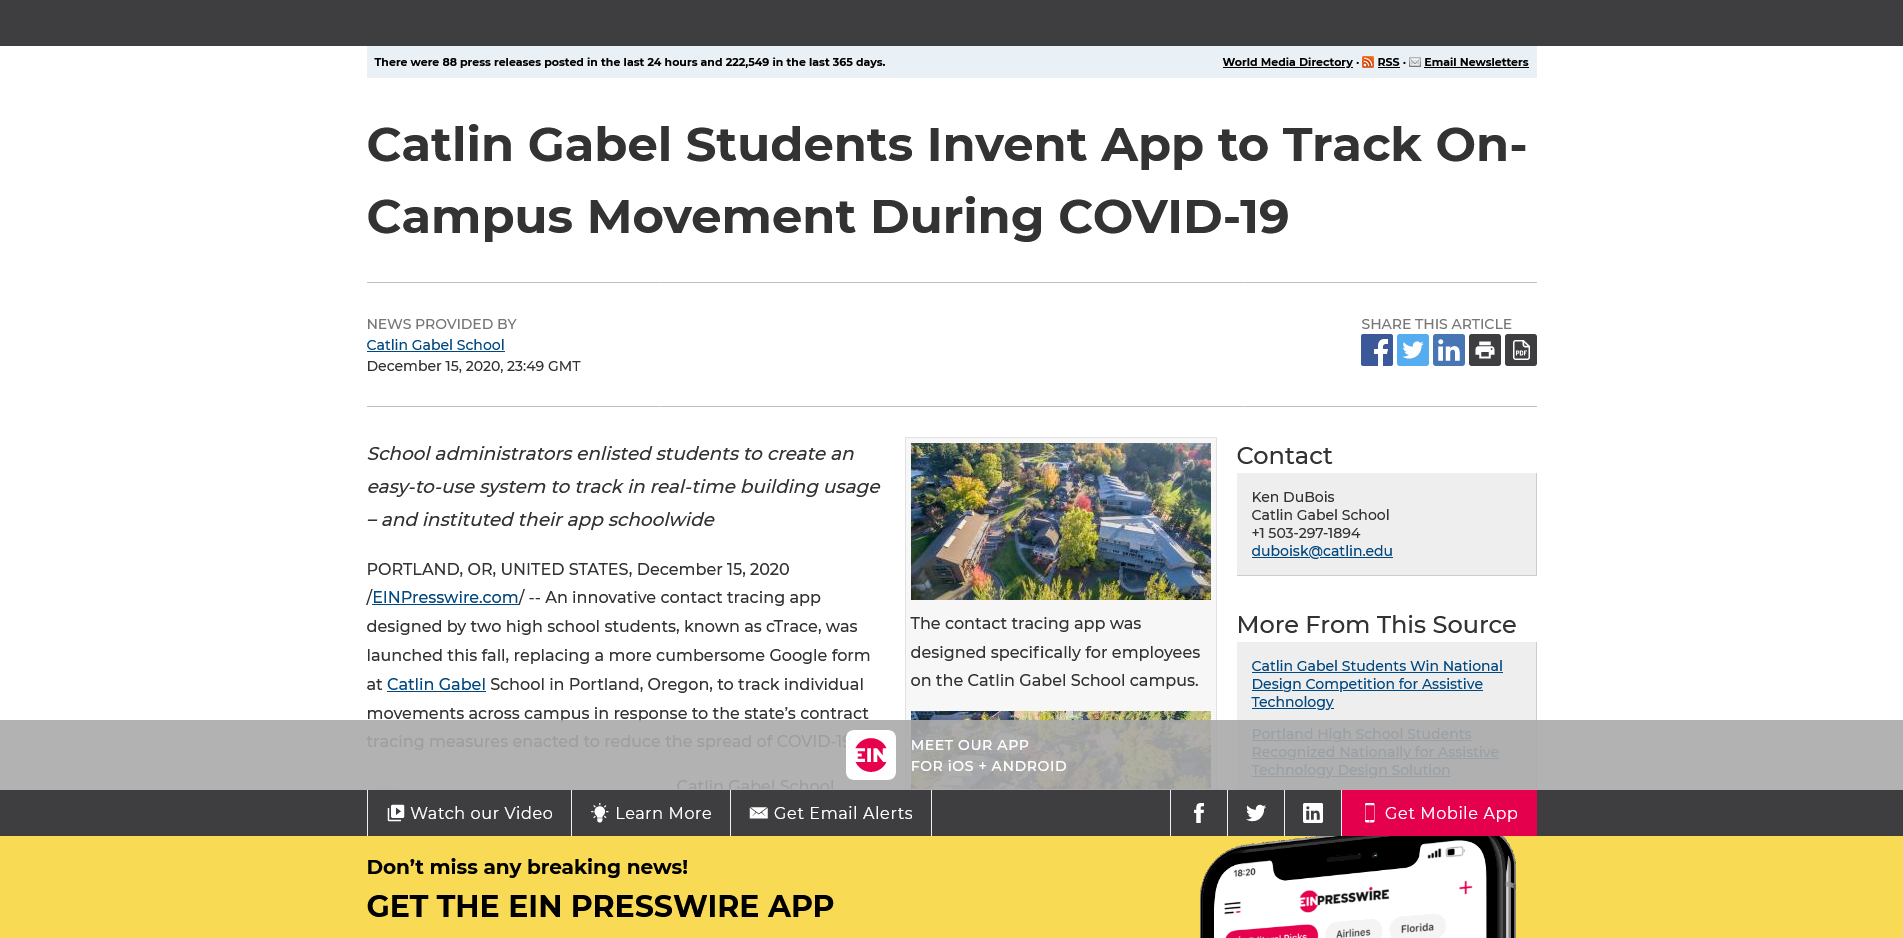 There were 88 press releases posted in the last 24 hours and 222,549 in the last 365 days.
World Media Directory · RSS · Email Newsletters
Catlin Gabel Students Invent App to Track On-
Campus Movement During COVID-19
NEWS PROVIDED BY
Catlin Gabel School
December 15, 2020, 23:49 GMT
SHARE THIS ARTICLE
PDF
School administrators enlisted students to create an
easy-to-use system to track in real-time building usage
– and instituted their app schoolwide
PORTLAND, OR, UNITED STATES, December 15, 2020
/EINPresswire.com/ -- An innovative contact tracing app
designed by two high school students, known as cTrace, was
launched this fall, replacing a more cumbersome Google form
at Catlin Gabel School in Portland, Oregon, to track individual
movements across campus in response to the state's contract
tracing measures enacted to reduce the spread of
Catlin Gabel School
The contact tracing app was
designed specifically for employees
on the Catlin Gabel School campus.
Contact
Ken DuBois
Catlin Gabel School
+1 503-297-1894
duboisk@catlin.edu
More From This Source
Catlin Gabel Students Win National
Design Competition for Assistive
Technology
Portland High School Students
Recognized Nationally for Assistive
Technology Design Solution
EIN
MEET OUR APP
FOR iOS + ANDROID
Watch our Video
Learn More
Get Email Alerts
Get Mobile App
Don't miss any breaking news!
GET THE EIN PRESSWIRE APP
18:20
EIN PRESSWIRE
Airlines
Florida